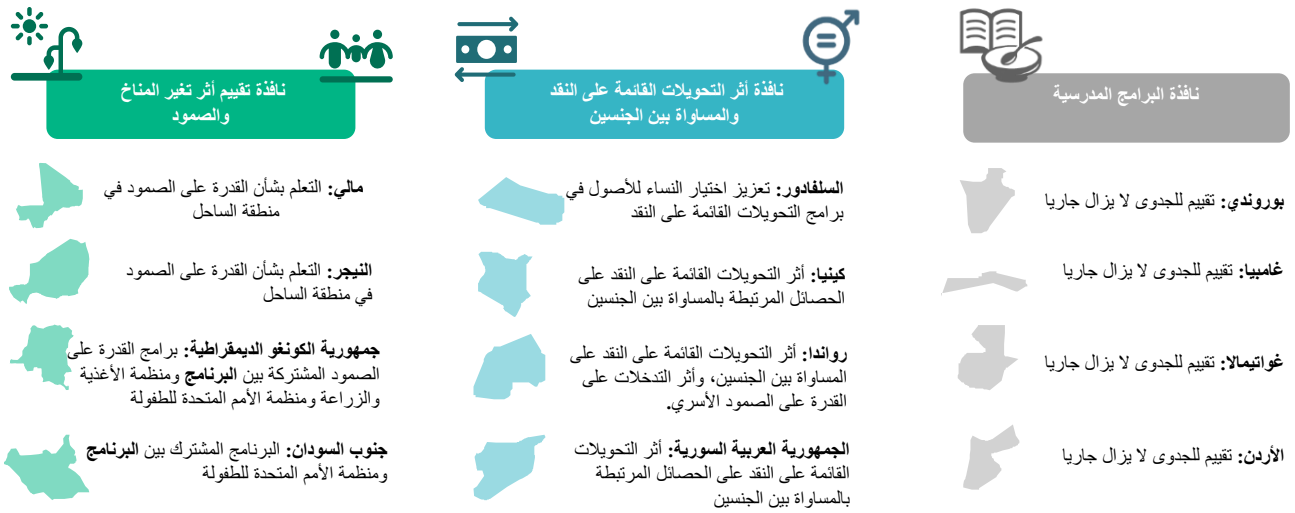 نافذة البرامج المدرسية
بوروندي: تقييم للجدوى لا يزال جاريا
غامبيا: تقييم للجدوى لا يزال جاريا
غواتيمالا: تقييم للجدوى لا يزال جاريا
الأردن: تقييم للجدوى لا يزال جاريا
نافذة أثر التحويلات القائمة على النقد
والمساواة بين الجنسين
السلفادور: تعزيز اختيار النساء للأصول في
برامج التحويلات القائمة على النقد
كينيا: أثر التحويلات القائمة على النقد على
الحصائل المرتبطة بالمساواة بين الجنسين
رواندا: أثر التحويلات القائمة على النقد على
المساواة بين الجنسين، وأثر التدخلات على
القدرة على الصمود الأسري.
الجمهورية العربية السورية: أثر التحويلات
القائمة على النقد على الحصائل المرتبطة
بالمساواة بين الجنسين
نافذة تقييم أثر تغير المناخ
والصمود
مالي: التعلم بشأن القدرة على الصمود في
منطقة الساحل
النيجر: التعلم بشأن القدرة على الصمود
في منطقة الساحل
جمهورية الكونغو الديمقراطية: برامج القدرة على
الصمود المشتركة بين البرنامج ومنظمة الأغذية
والزراعة ومنظمة الأمم المتحدة للطفولة
جنوب السودان: البرنامج المشترك بين البرنامج
ومنظمة الأمم المتحدة للطفولة